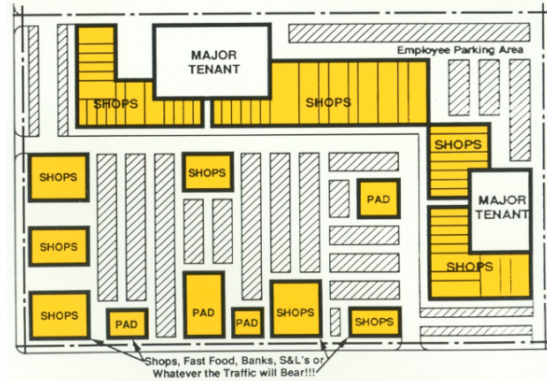 MAJOR
TENANT
Employee Parking Area
SHOPS
SHOPS
SHOPS
SHOPS
SHOPS
MAJOR
TENANT
PAD
SHOPS
SHOPS
SHOPS
PAD
PAD
PAD
SHOPS
SHOPS
Shops, Fast Food, Banks, S&L's or
Whatever the Traffic will Bear!!!